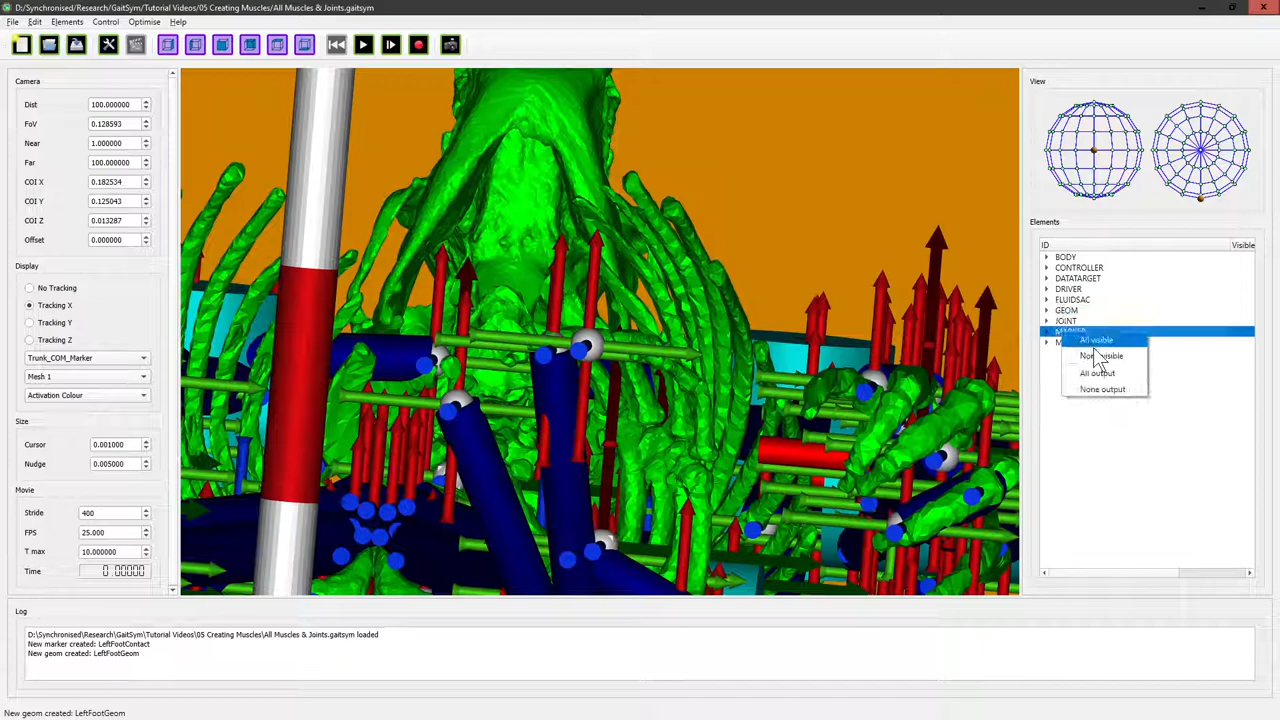 D:/Synchronised/Research/GaitSym/Tutorial Videos/05 Creating Muscles/All Muscles & Joints.gaitsym
File Edit Elements Control Optimise Help
Camera
Dist 100.000000
FoV 0.128593
Near 1.000000
Far 100.000000
COI X 0.182534
COI Y 0.125043
COI Z 0.013287
Offset 0.000000
Display
No Tracking
Tracking X
Tracking Y
Tracking Z
Trunk_COM_Marker
Mesh 1
Activation Colour
Size
Cursor 0.001000
Nudge 0.005000
Movie
Stride 400
FPS 25.000
T max 10.000000
Time 0.00000
View
Elements
ID Visible
BODY
CONTROLLER
DATATARGET
DRIVER
FLUIDSAC
GEOM
JOINT
All visible
None visible
All output
None output
Log
D:\Synchronised\Research\GaitSym\Tutorial Videos\05 Creating Muscles\All Muscles & Joints.gaitsym loaded
New marker created: LeftFootContact
New geom created: LeftFootGeom
New geom created: LeftFootGeom